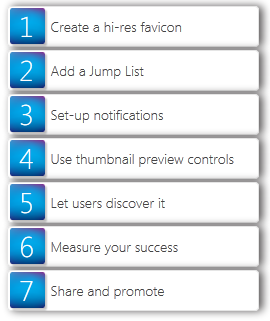 1 Create a hi-res favicon
2 Add a Jump List
3 Set-up notifications
4 Use thumbnail preview controls
5 Let users discover it
6 Measure your success
7 Share and promote